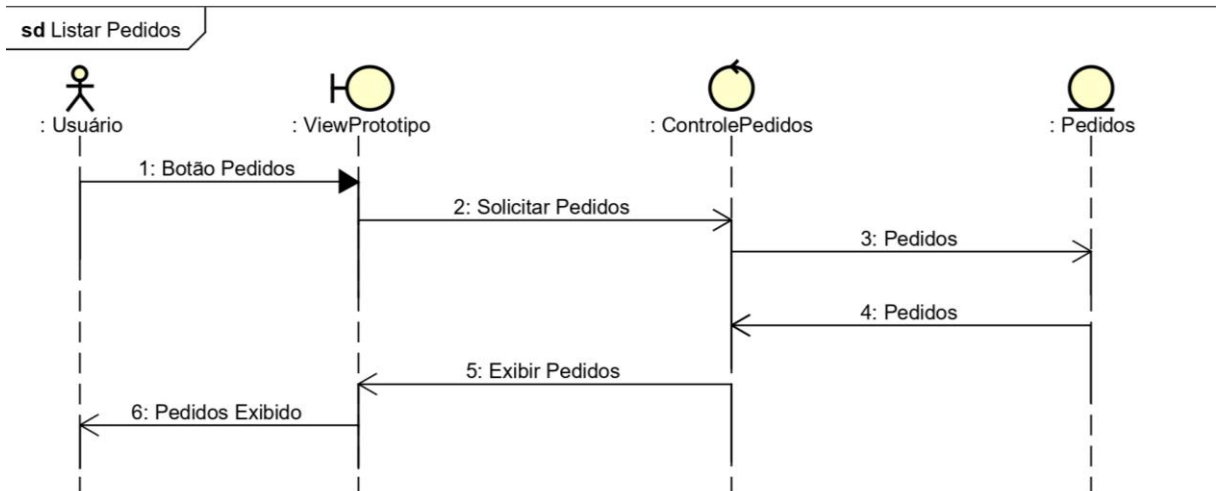 sd Listar Pedidos
: Usuário
: ViewPrototipo
: ControlePedidos
: Pedidos
1: Botão Pedidos
2: Solicitar Pedidos
3: Pedidos
4: Pedidos
5: Exibir Pedidos
6: Pedidos Exibido